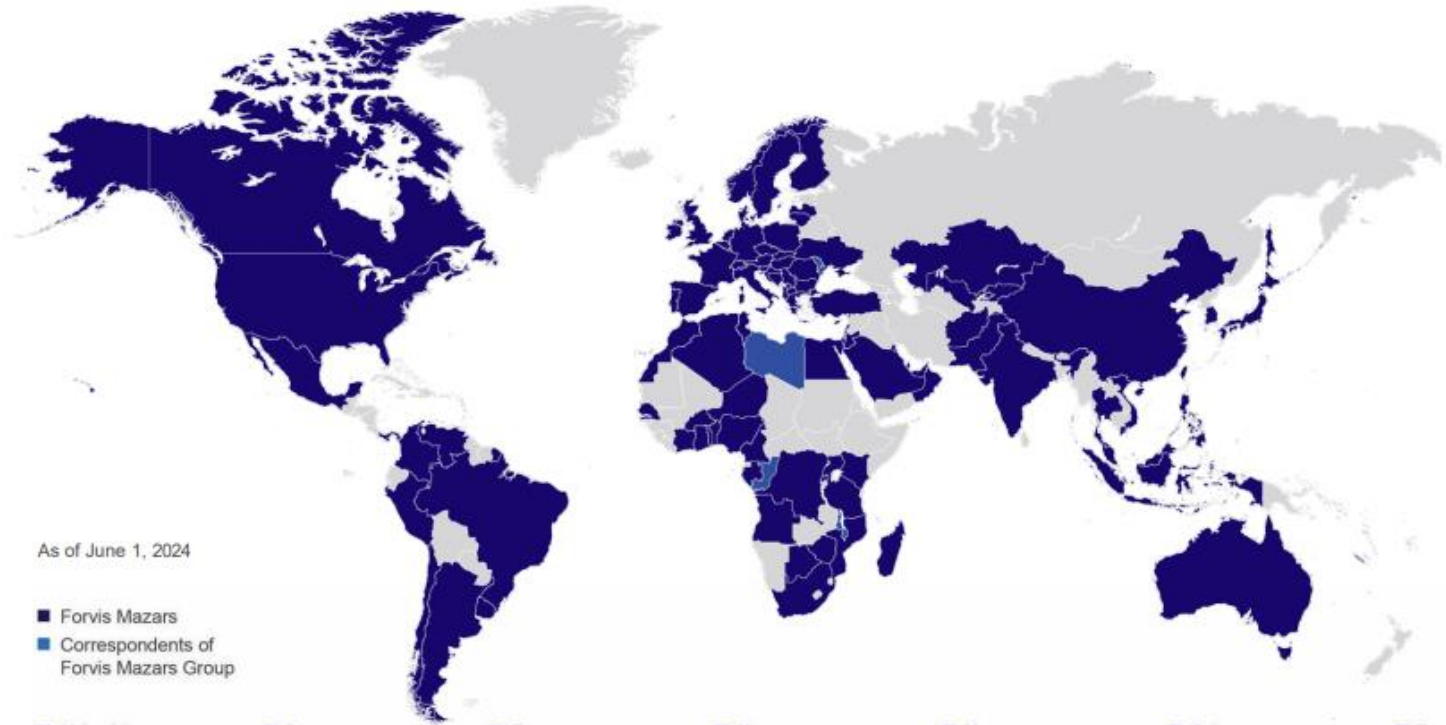 As of June 1, 2024
Forvis Mazars
Correspondents of
Forvis Mazars Group